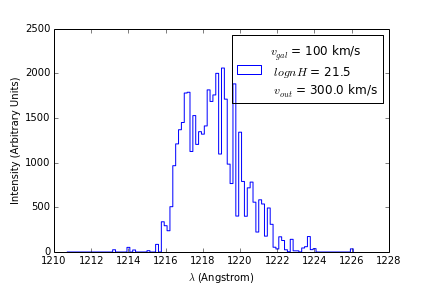 2500
2000
1500
1000
500
0
Intensity (Arbitrary Units)
v_gal = 100 km/s
lognH = 21.5
v_out = 300.0 km/s
1210 1212 1214 1216 1218 1220 1222 1224 1226 1228
λ (Angstrom)